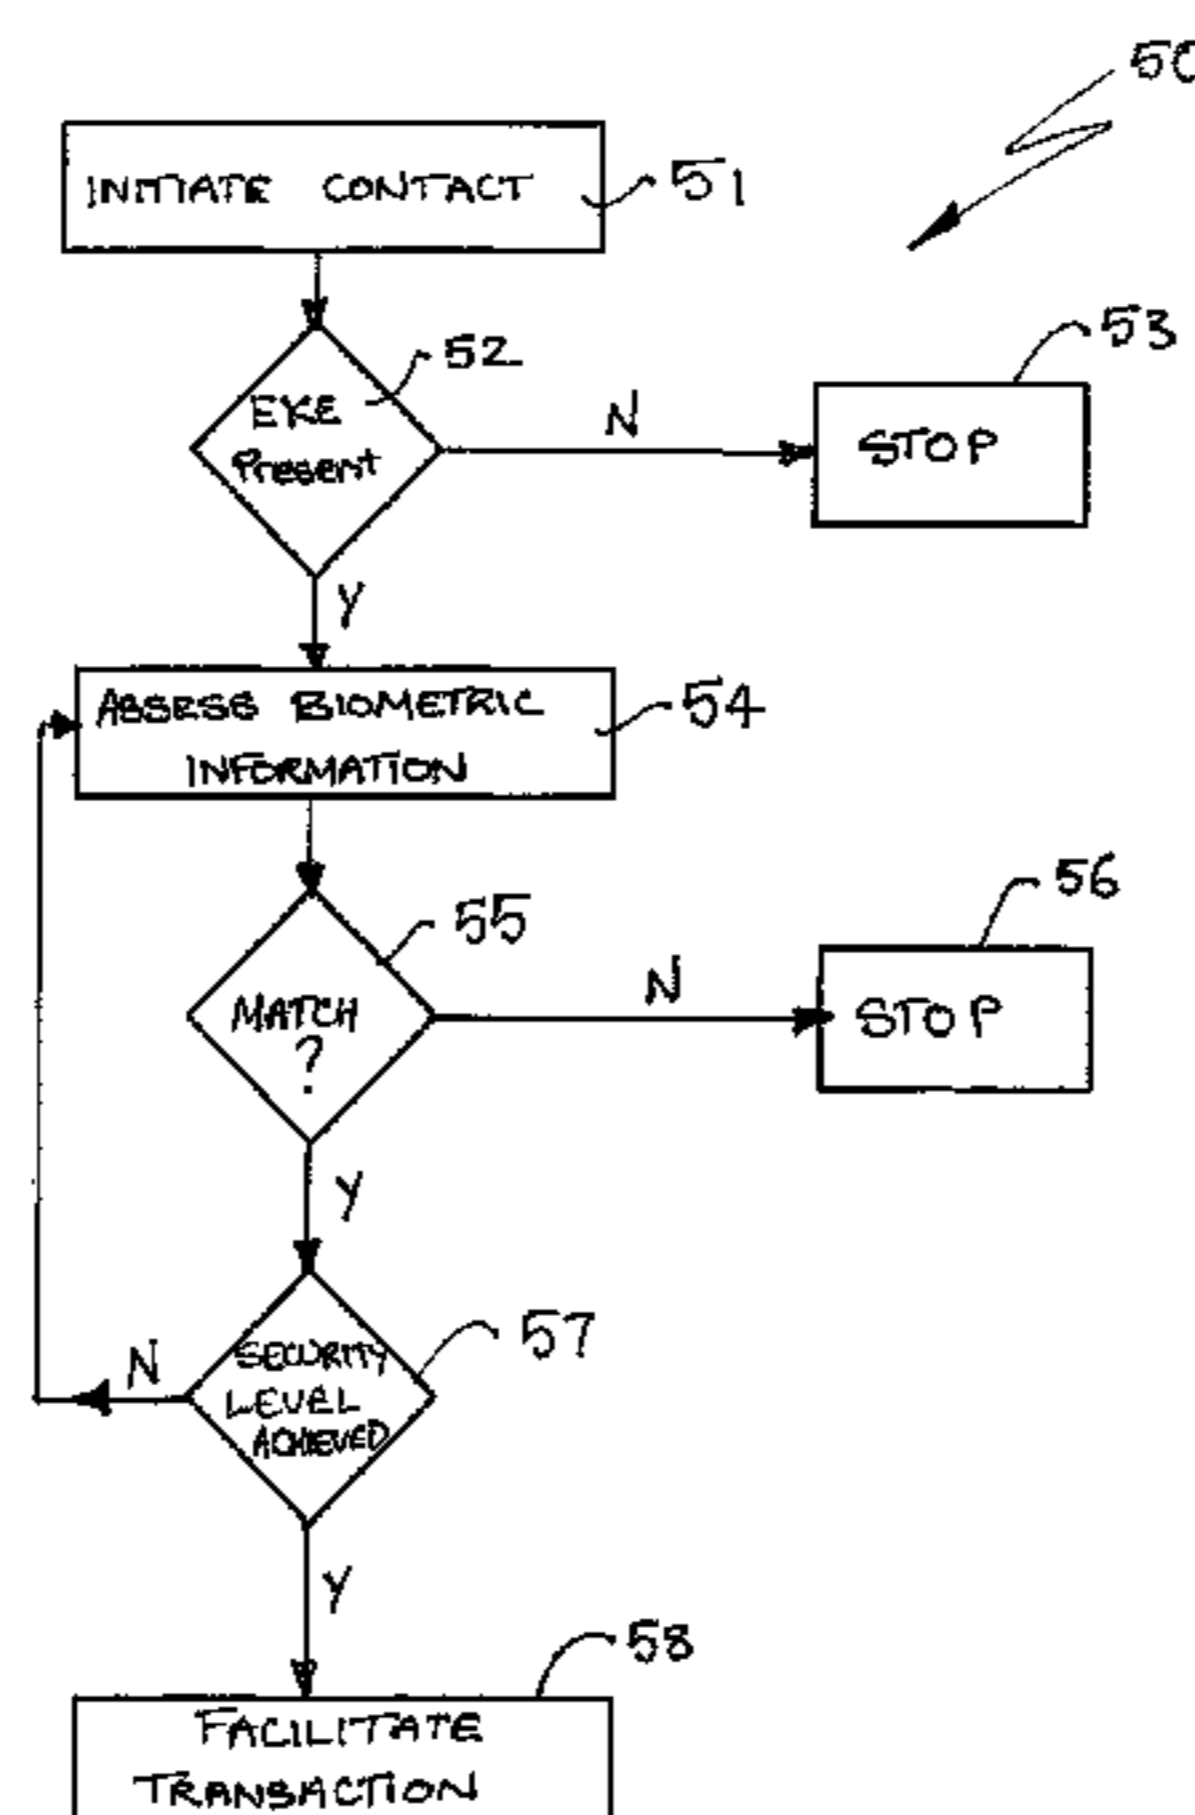 50
INITIATE CONTACT
51
52
EKE
Present
N
53
STOP
Y
ASSESS BIOMETRIC
INFORMATION
54
55
MATCH
?
N
56
STOP
Y
57
SECURITY
LEVEL
ACHIEVED
N
Y
58
FACILITATE
TRANSACTION